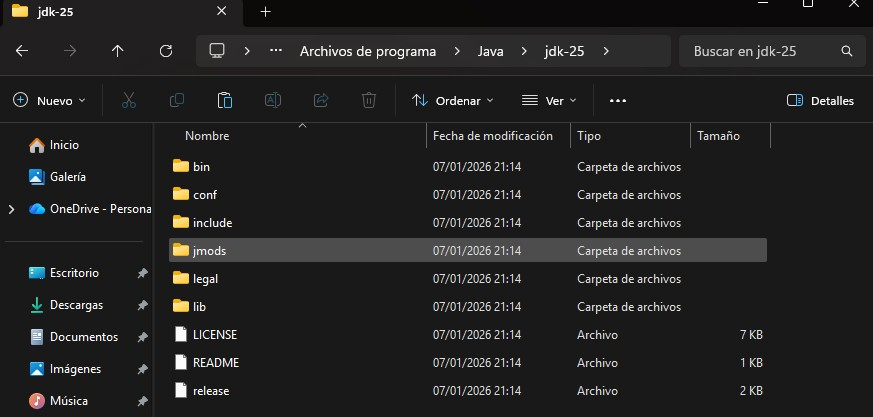 jdk-25
Archivos de programa > Java > jdk-25 >
Buscar en jdk-25
Nuevo
Ordenar
Ver
Detalles
Inicio
Galería
OneDrive - Persona
Escritorio
Descargas
Documentos
Imágenes
Música
Nombre Fecha de modificación Tipo Tamaño
bin 07/01/2026 21:14 Carpeta de archivos
conf 07/01/2026 21:14 Carpeta de archivos
include 07/01/2026 21:14 Carpeta de archivos
jmods 07/01/2026 21:14 Carpeta de archivos
legal 07/01/2026 21:14 Carpeta de archivos
lib 07/01/2026 21:14 Carpeta de archivos
LICENSE 07/01/2026 21:14 Archivo 7 KB
README 07/01/2026 21:14 Archivo 1 KB
release 07/01/2026 21:14 Archivo 2 KB